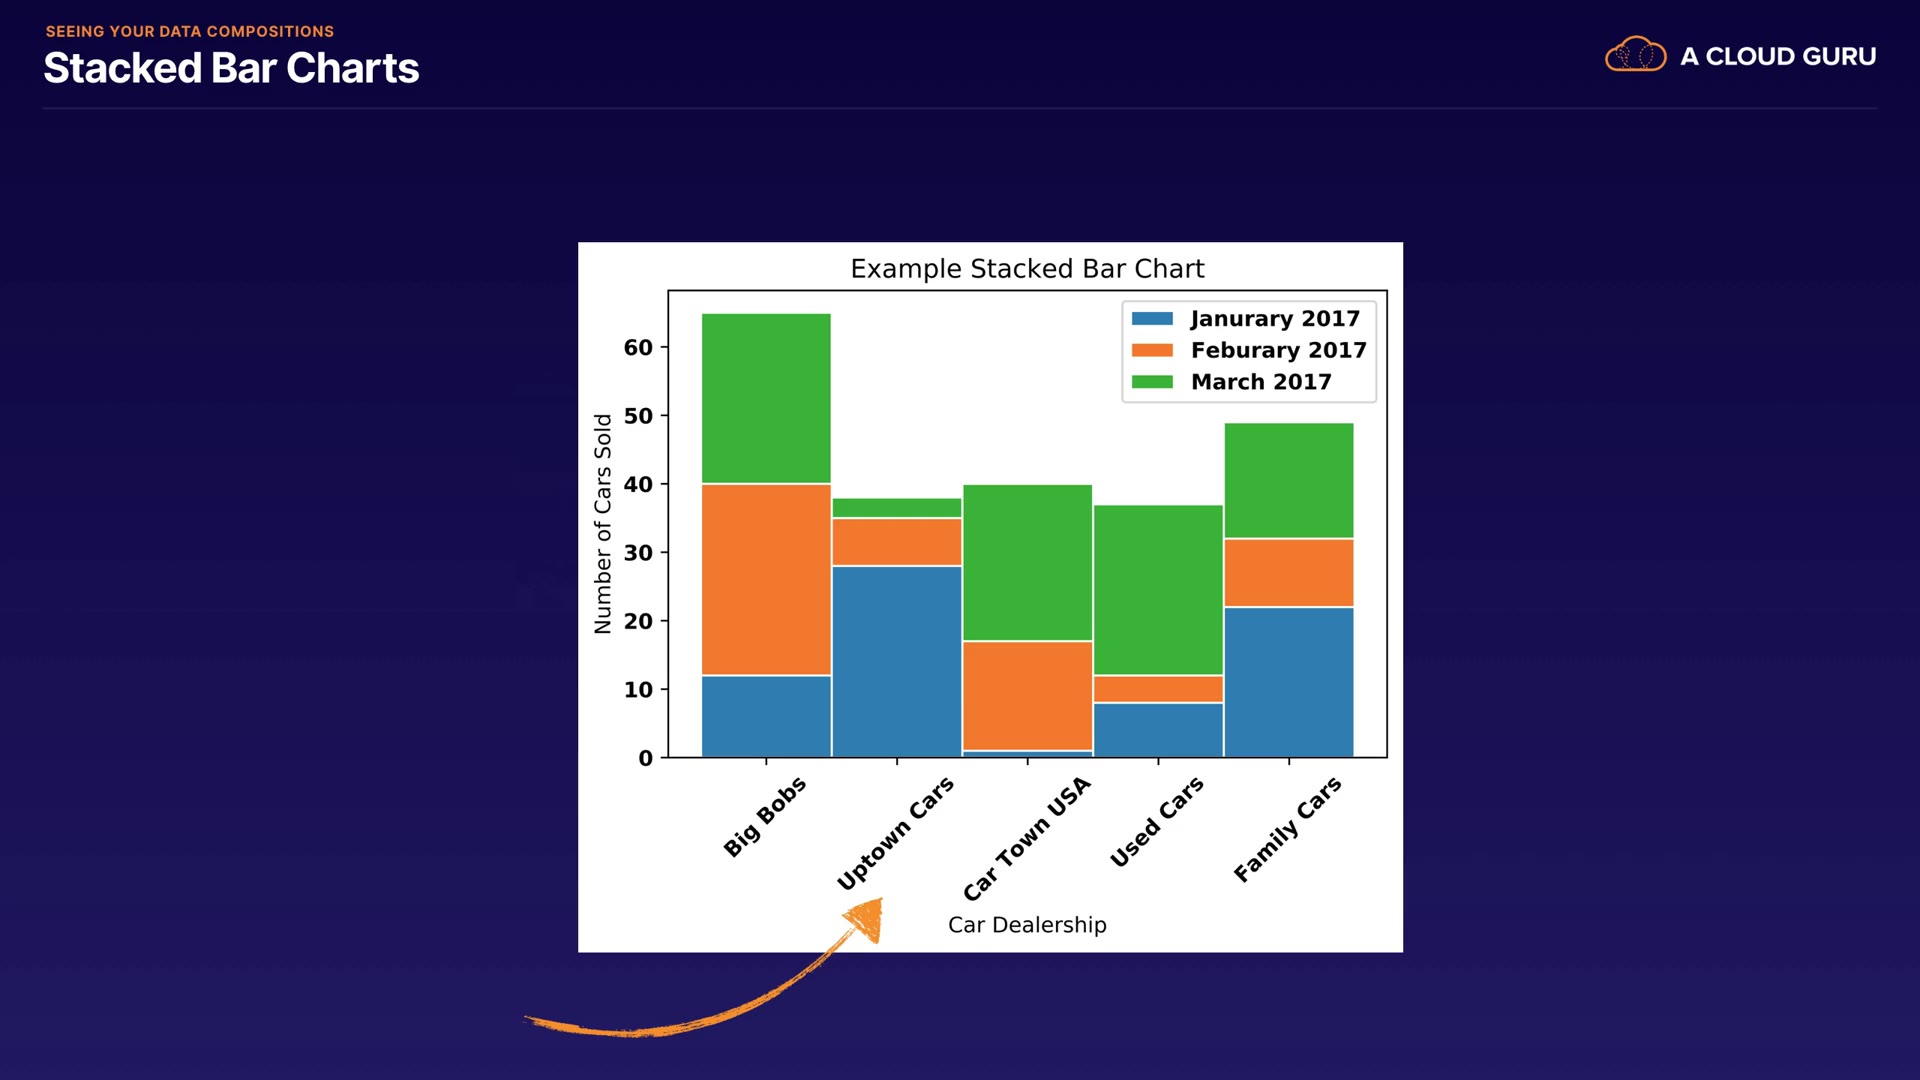 SEEING YOUR DATA COMPOSITIONS
Stacked Bar Charts
A CLOUD GURU
Example Stacked Bar Chart
Janurary 2017
Feburary 2017
March 2017
Number of Cars Sold
60
50
40
30
20
10
0
Big Bobs
Uptown Cars
Car Town USA
Used Cars
Family Cars
Car Dealership